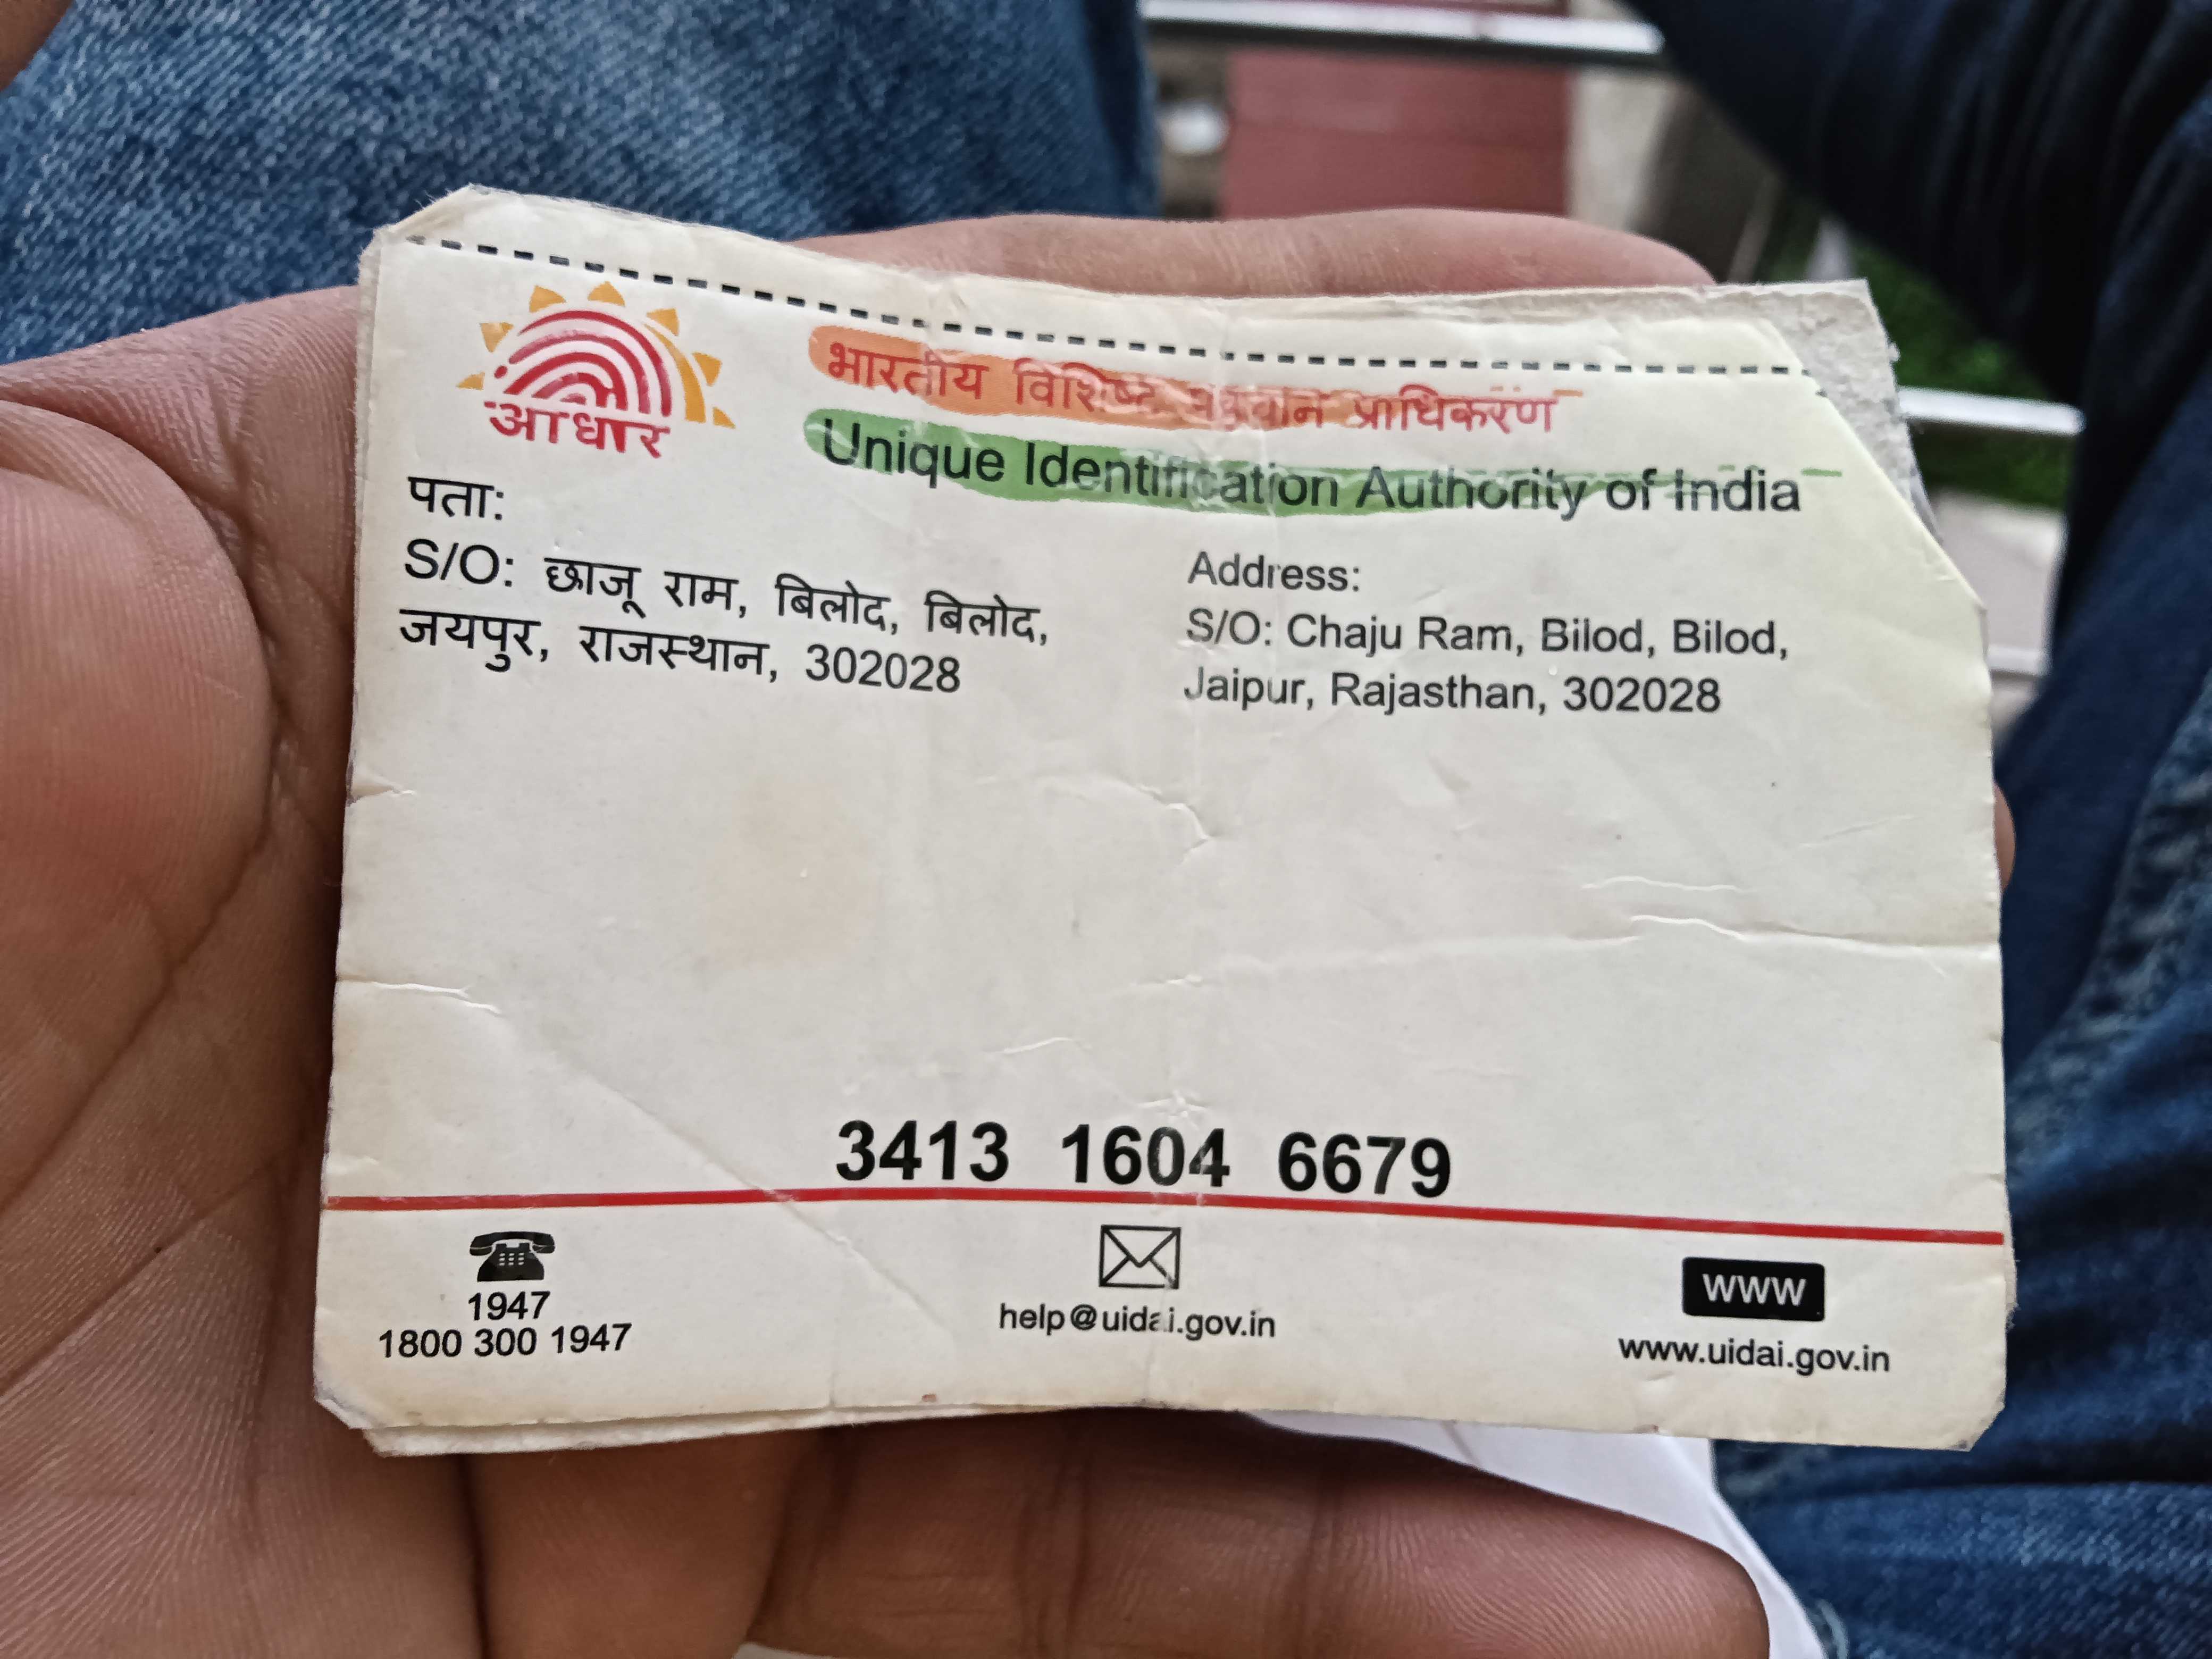 आधार
भारतीय विशिष्ट पहचान प्राधिकरण
Unique Identification Authority of India
पता:
S/O: छाजू राम, बिलोद, बिलोद,
जयपुर, राजस्थान, 302028
Address:
S/O: Chaju Ram, Bilod, Bilod,
Jaipur, Rajasthan, 302028
3413 1604 6679
1947
1800 300 1947
help@uidai.gov.in
www
www.uidai.gov.in